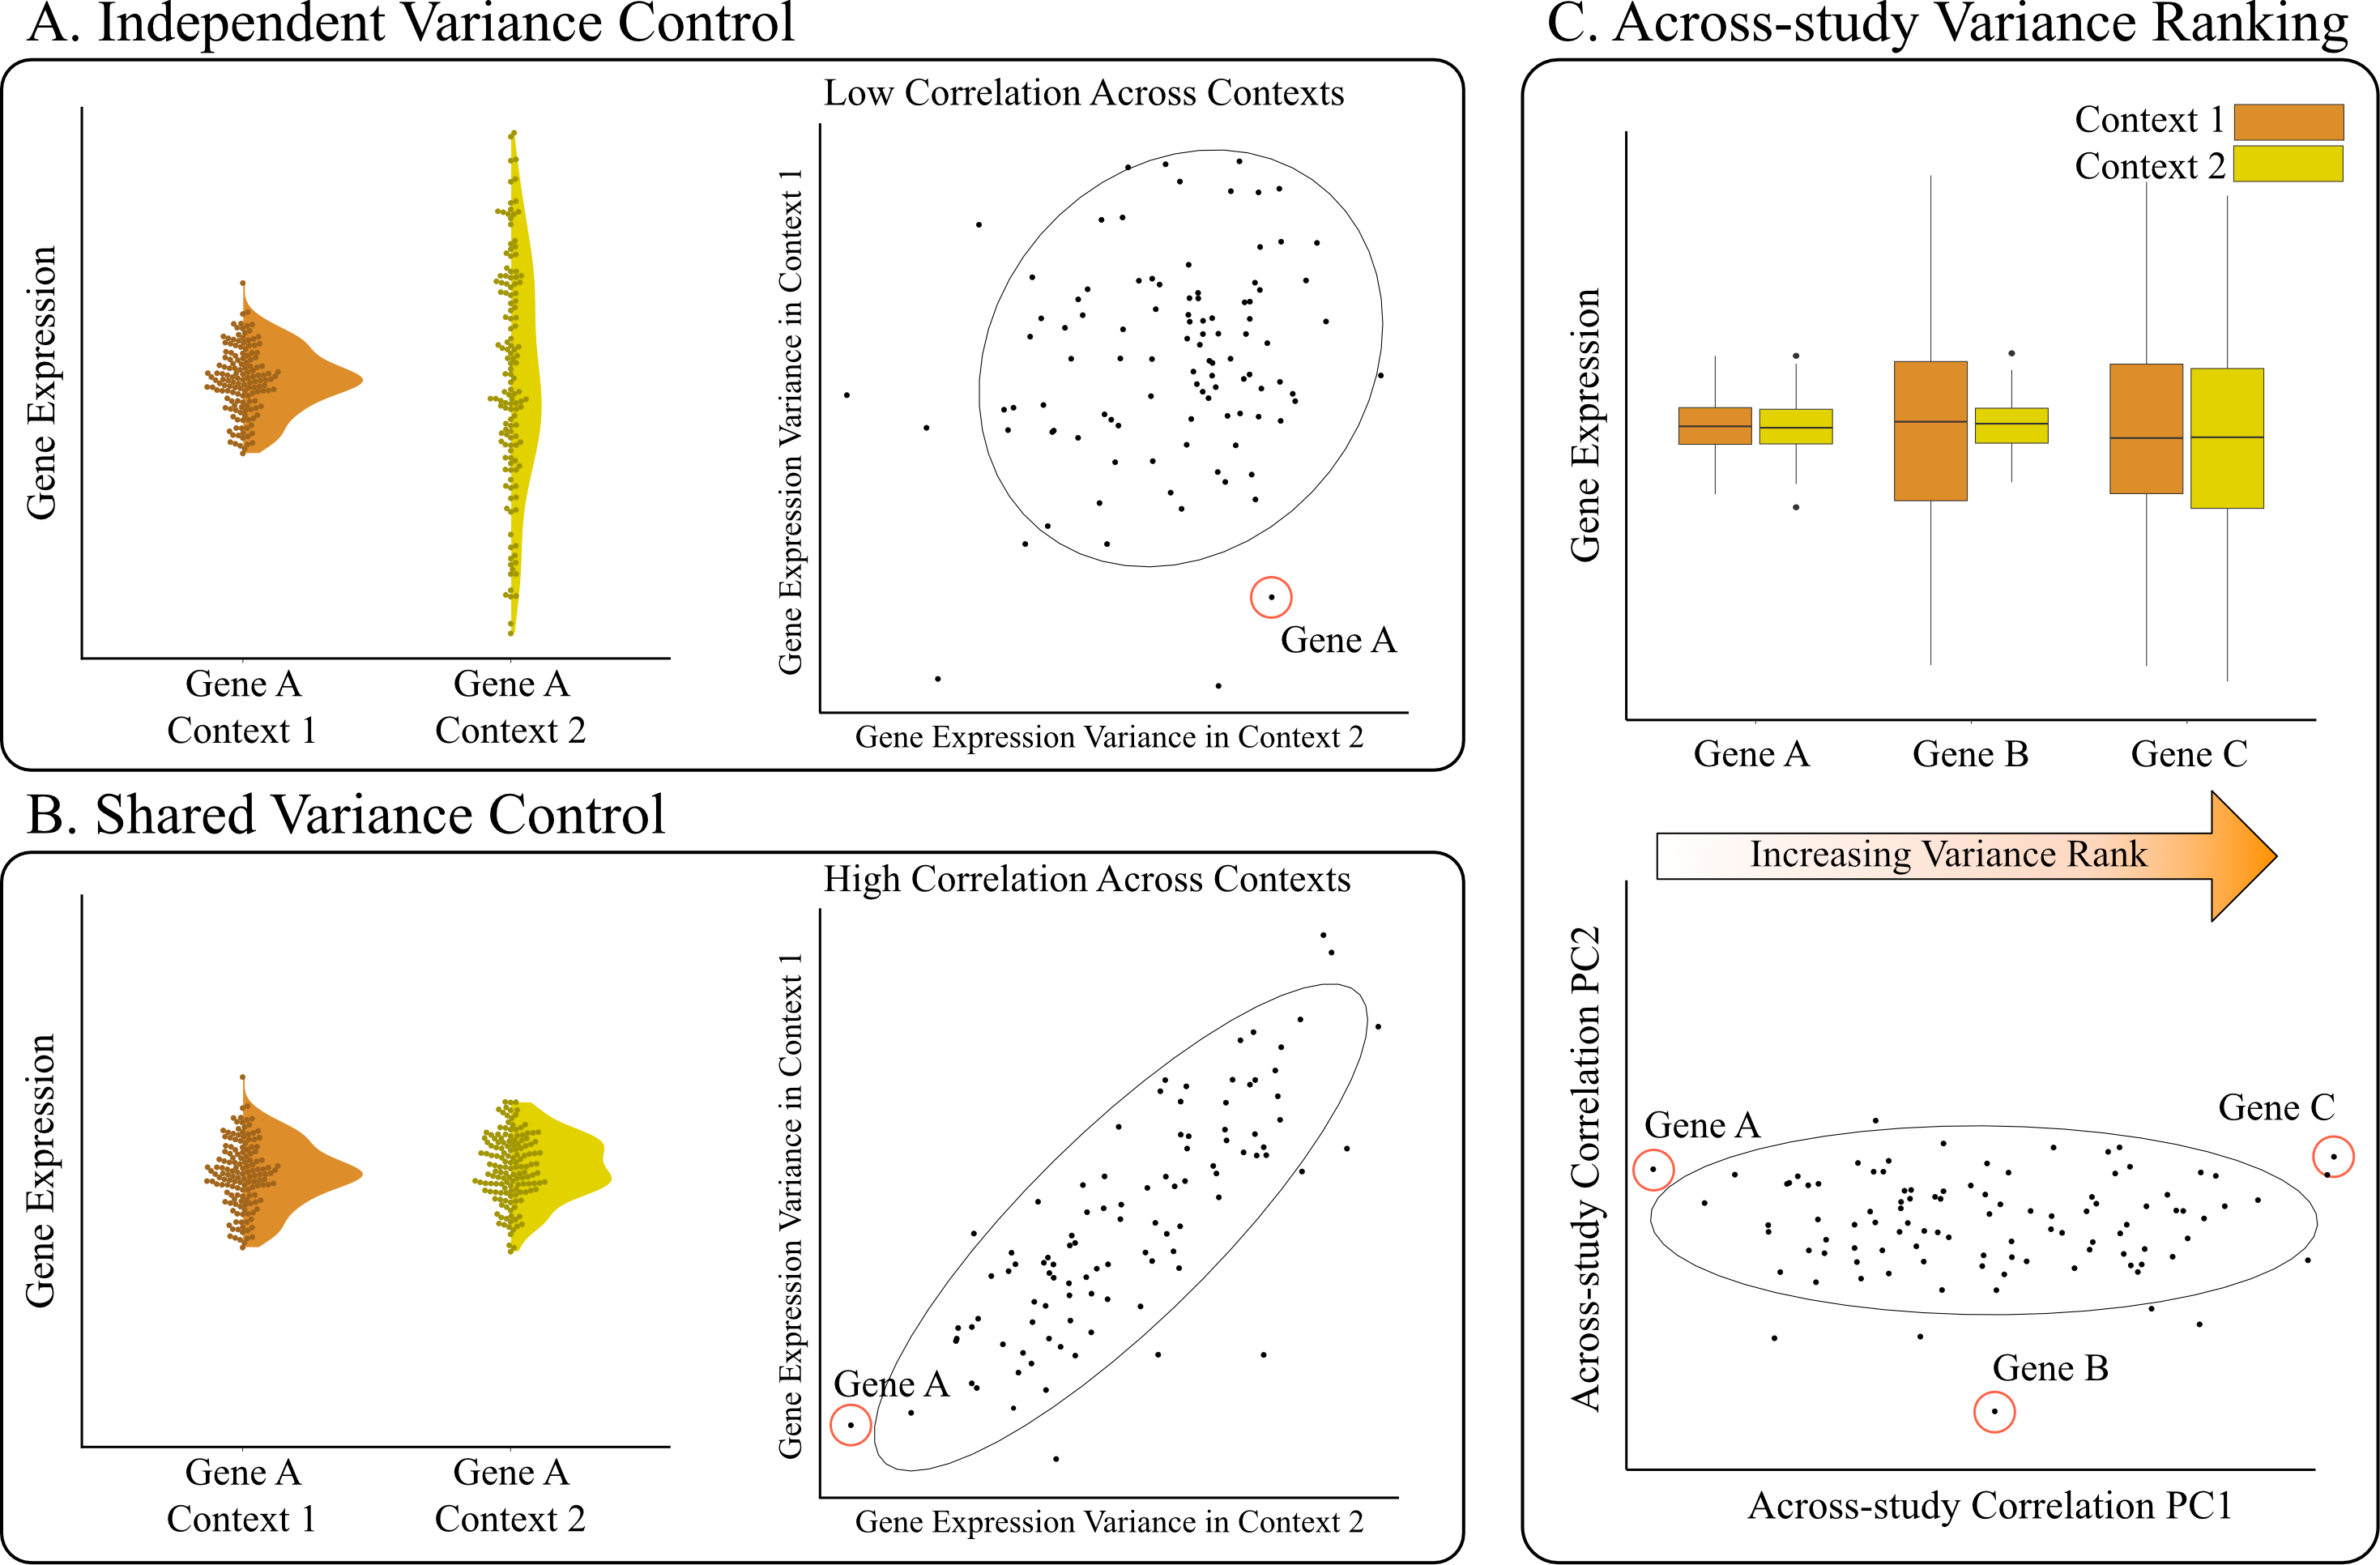 A. Independent Variance Control
Gene Expression
Gene A
Context 1
Gene A
Context 2
Low Correlation Across Contexts
Gene Expression Variance in Context 1
Gene A
Gene Expression Variance in Context 2
B. Shared Variance Control
Gene Expression
Gene A
Context 1
Gene A
Context 2
High Correlation Across Contexts
Gene Expression Variance in Context 1
Gene A
Gene Expression Variance in Context 2
C. Across-study Variance Ranking
Context 1
Context 2
Gene Expression
Gene A
Gene B
Gene C
Increasing Variance Rank
Across-study Correlation PC2
Gene A
Gene C
Gene B
Across-study Correlation PC1